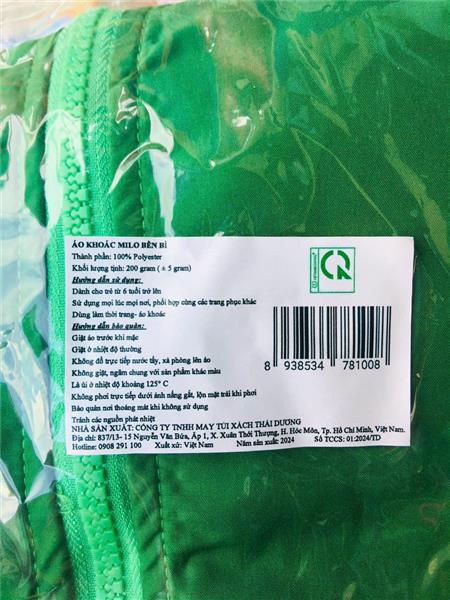 ÁO KHOÁC MILO BỀN BỈ
Thành phần: 100% Polyester
Khối lượng tịnh: 200 gram ( ± 5 gram)
Hướng dẫn sử dụng:
Dành cho trẻ từ 6 tuổi trở lên
Sử dụng mọi lúc mọi nơi, phối hợp cùng các trang phục khác
Dùng làm thời trang- áo khoác
Hướng dẫn bảo quản:
Giặt áo trước khi mặc
Giặt ở nhiệt độ thường
Không đổ trực tiếp nước tẩy, xà phòng lên áo
Không giặt, ngâm chung với sản phẩm khác màu
Là ủi ở nhiệt độ khoảng 125° C
Không phơi trực tiếp dưới ánh nắng gắt, lộn mặt trái khi phơi
Bảo quản nơi thoáng mát khi không sử dụng
Tránh các nguồn phát nhiệt
NHÀ SẢN XUẤT: CÔNG TY TNHH MAY TÚI XÁCH THÁI DƯƠNG
Địa chỉ: 837/13- 15 Nguyễn Văn Bứa, Ấp 1, X. Xuân Thới Thượng, H. Hóc Môn, Tp. Hồ Chí Minh, Việt Nam.
Hotline: 0908 291 100 Xuất xứ: Việt Nam Năm sản xuất: 2024 Số TCCS: 01:2024/TD
CR
8 938534 781008